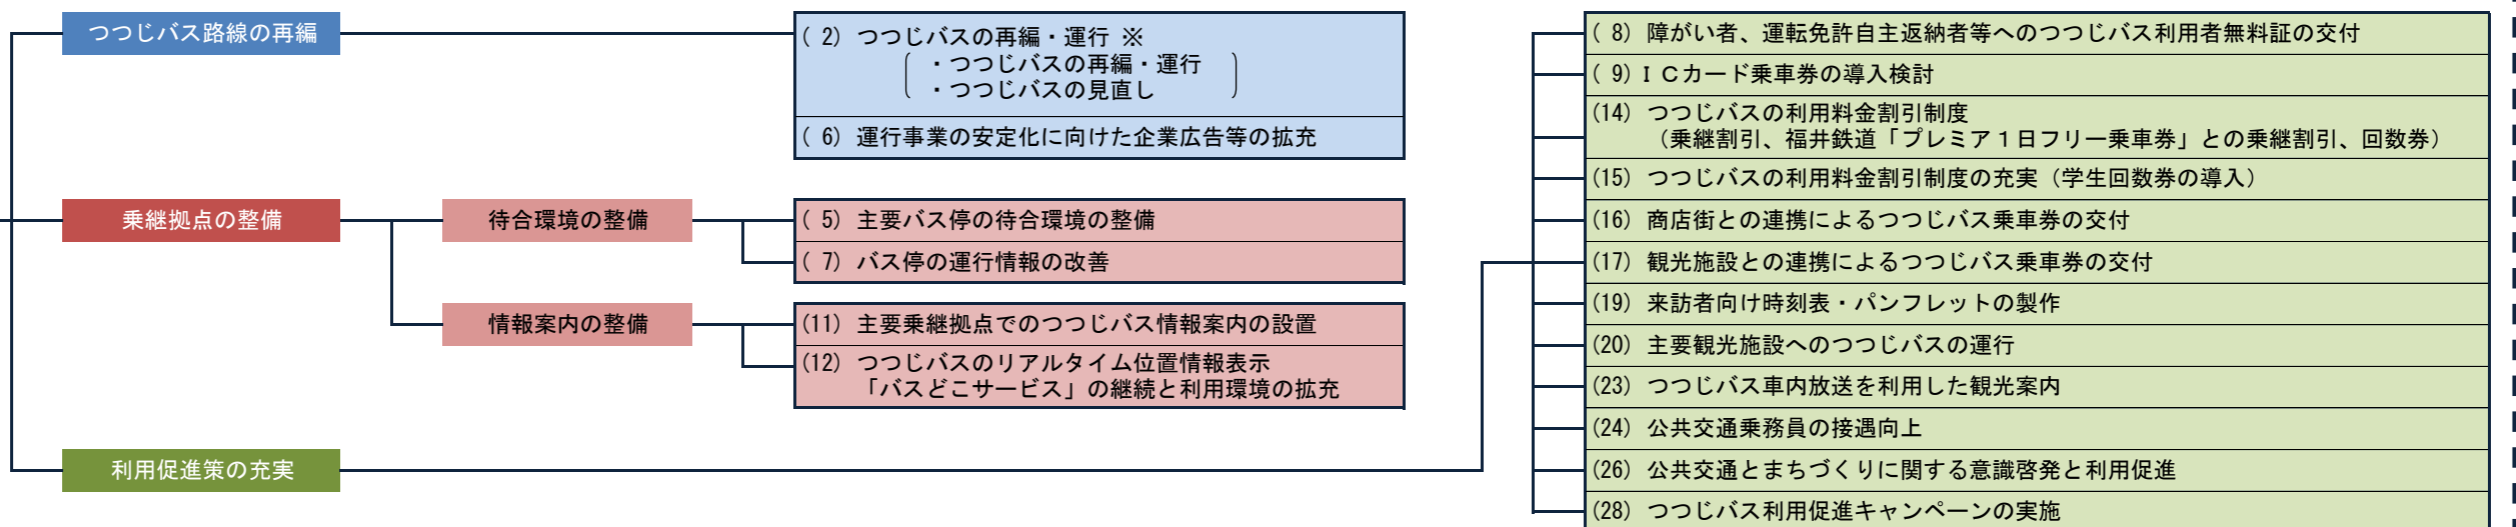 つつじバス路線の再編
( 2) つつじバスの再編・運行 ※
・つつじバスの再編・運行
・つつじバスの見直し
( 6) 運行事業の安定化に向けた企業広告等の拡充
乗継拠点の整備
待合環境の整備
( 5) 主要バス停の待合環境の整備
( 7) バス停の運行情報の改善
情報案内の整備
(11) 主要乗継拠点でのつつじバス情報案内の設置
(12) つつじバスのリアルタイム位置情報表示
「バスどこサービス」の継続と利用環境の拡充
利用促進策の充実
( 8) 障がい者、運転免許自主返納者等へのつつじバス利用者無料証の交付
( 9) ＩＣカード乗車券の導入検討
(14) つつじバスの利用料金割引制度
（乗継割引、福井鉄道「プレミア１日フリー乗車券」との乗継割引、回数券）
(15) つつじバスの利用料金割引制度の充実（学生回数券の導入）
(16) 商店街との連携によるつつじバス乗車券の交付
(17) 観光施設との連携によるつつじバス乗車券の交付
(19) 来訪者向け時刻表・パンフレットの製作
(20) 主要観光施設へのつつじバスの運行
(23) つつじバス車内放送を利用した観光案内
(24) 公共交通乗務員の接遇向上
(26) 公共交通とまちづくりに関する意識啓発と利用促進
(28) つつじバス利用促進キャンペーンの実施